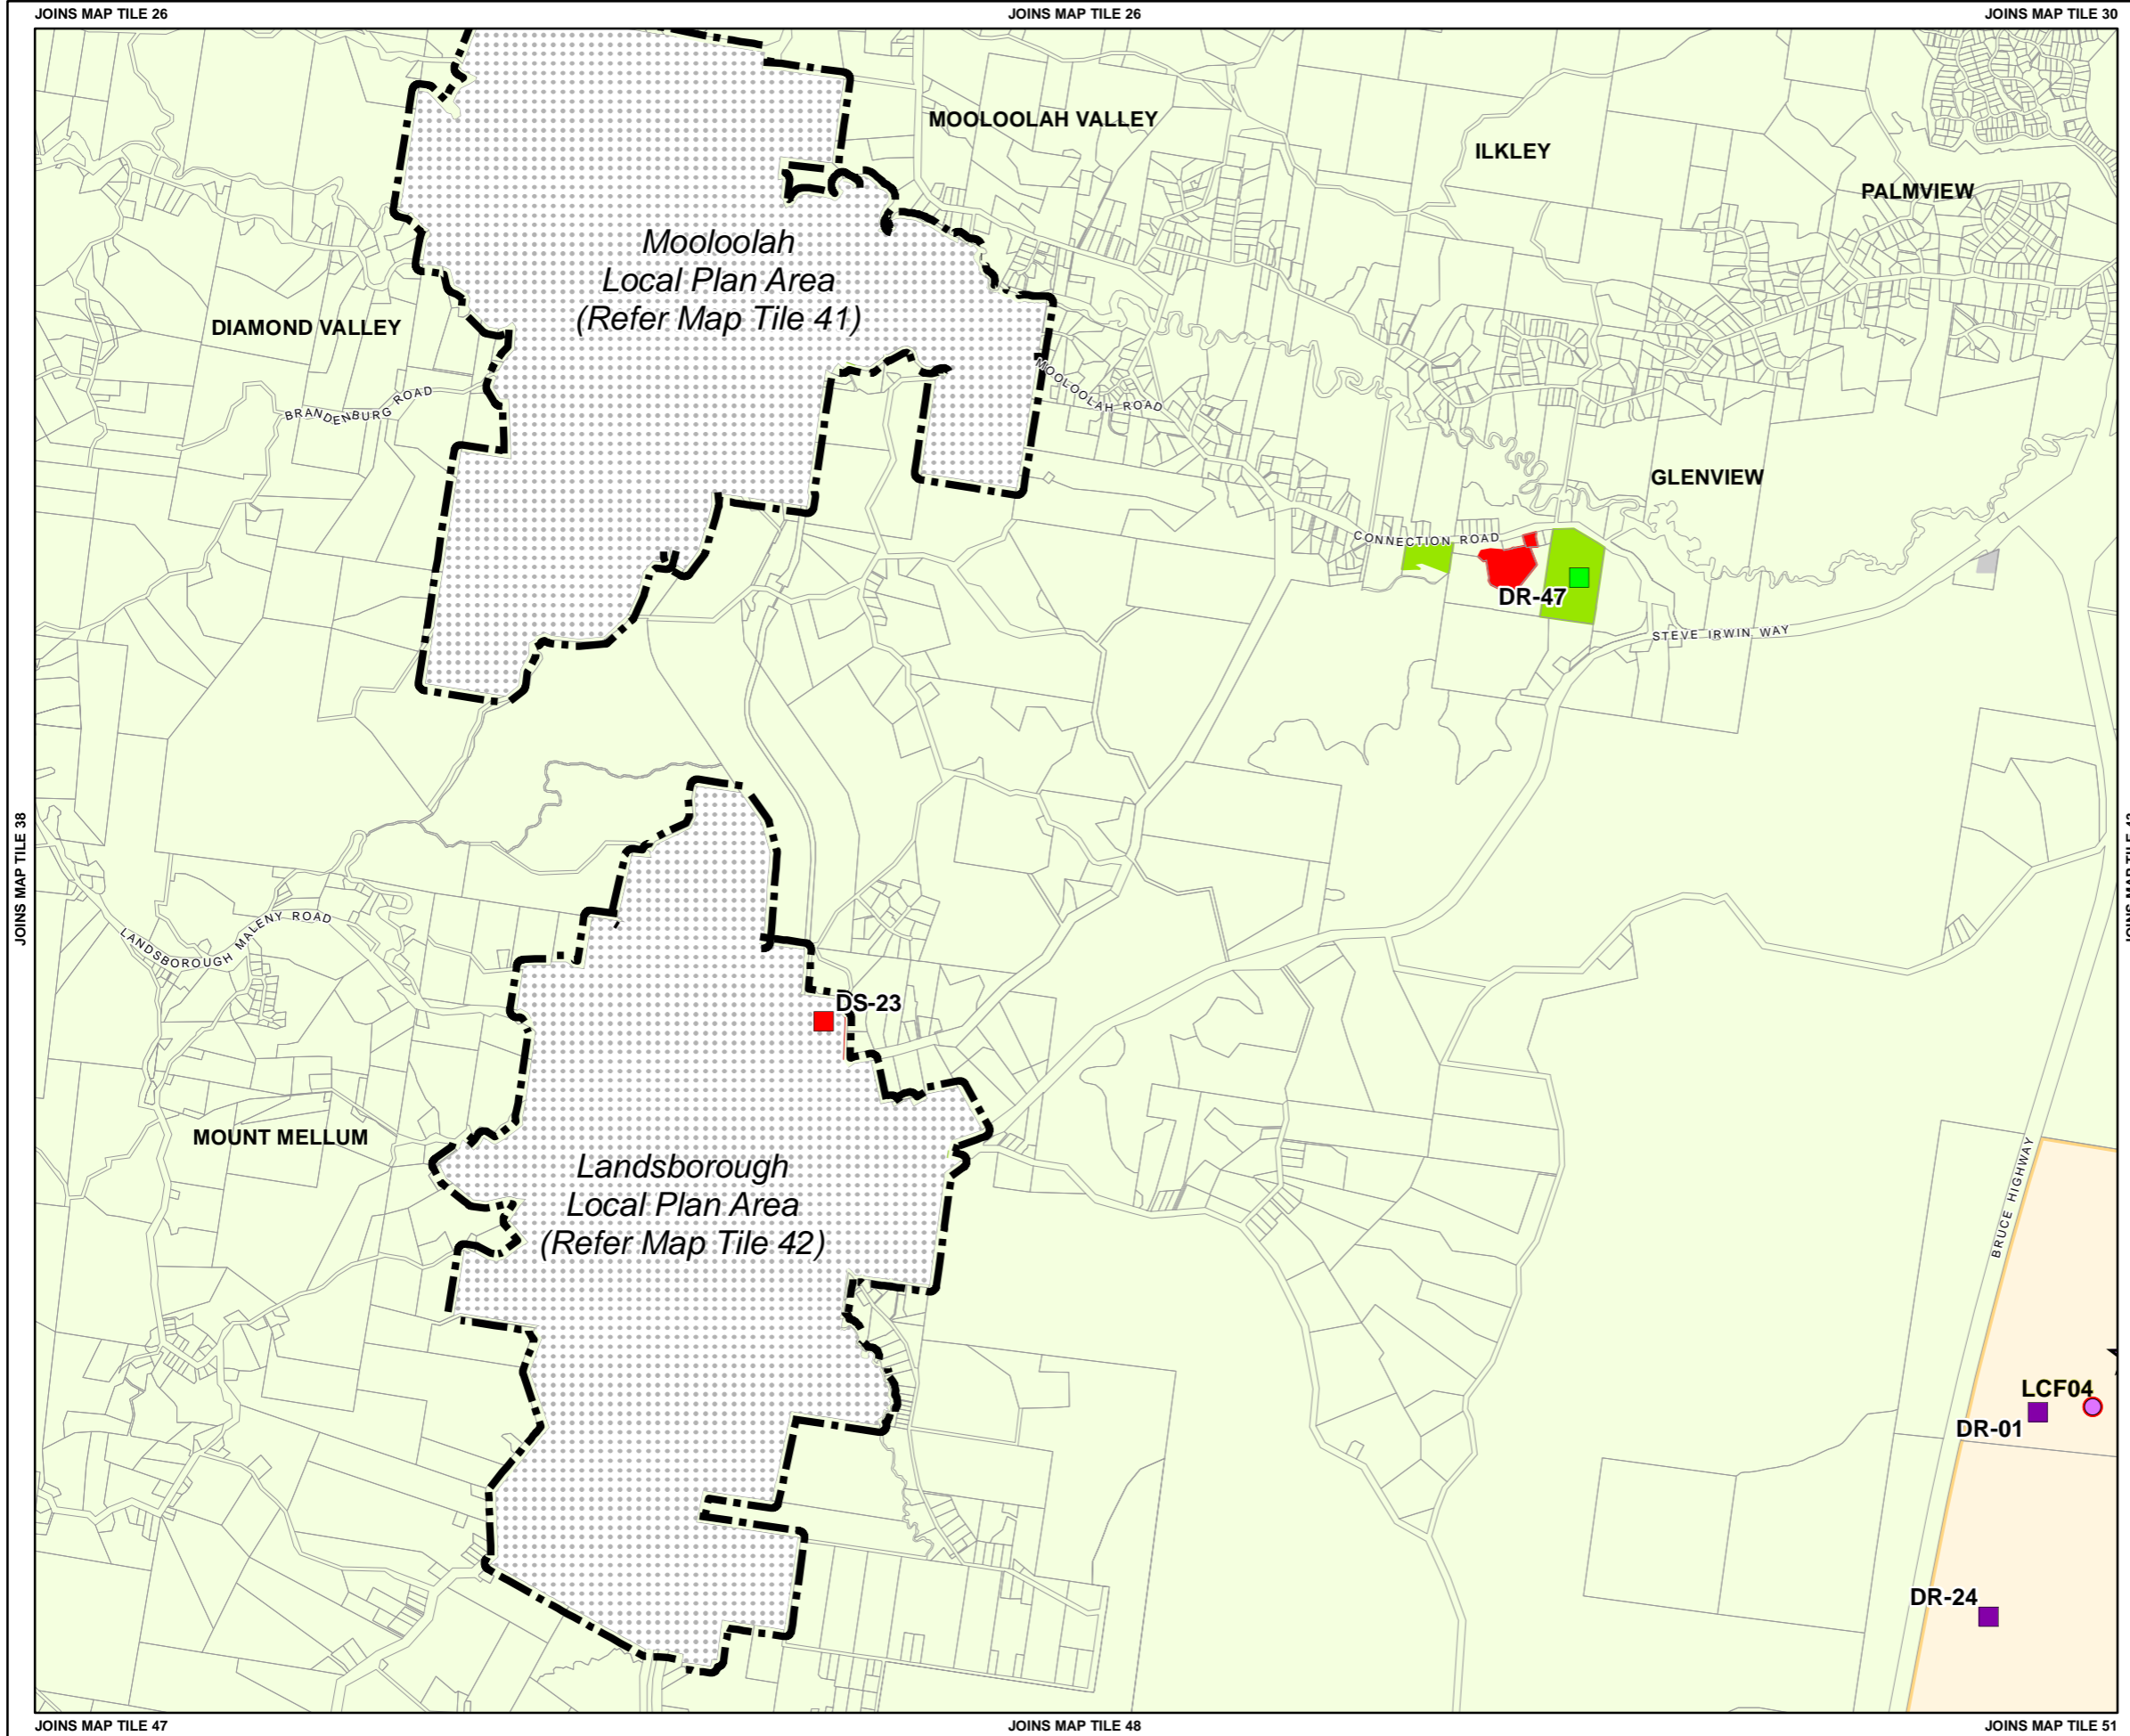 JOINS MAP TILE 26
JOINS MAP TILE 26
JOINS MAP TILE 30
MOOLOOLAH VALLEY
ILKLEY
PALMVIEW
Mooloolah
Local Plan Area
(Refer Map Tile 41)
DIAMOND VALLEY
BRANDENBURG ROAD
MOOLOOLAH ROAD
GLENVIEW
CONNECTION ROAD
DR-47
STEVE IRWIN WAY
JOINS MAP TILE 38
LANDSBOROUGH MALENY ROAD
DS-23
MOUNT MELLUM
Landsborough
Local Plan Area
(Refer Map Tile 42)
BRUCE HIGHWAY
LCF04
DR-01
DR-24
JOINS MAP TILE 47
JOINS MAP TILE 48
JOINS MAP TILE 51